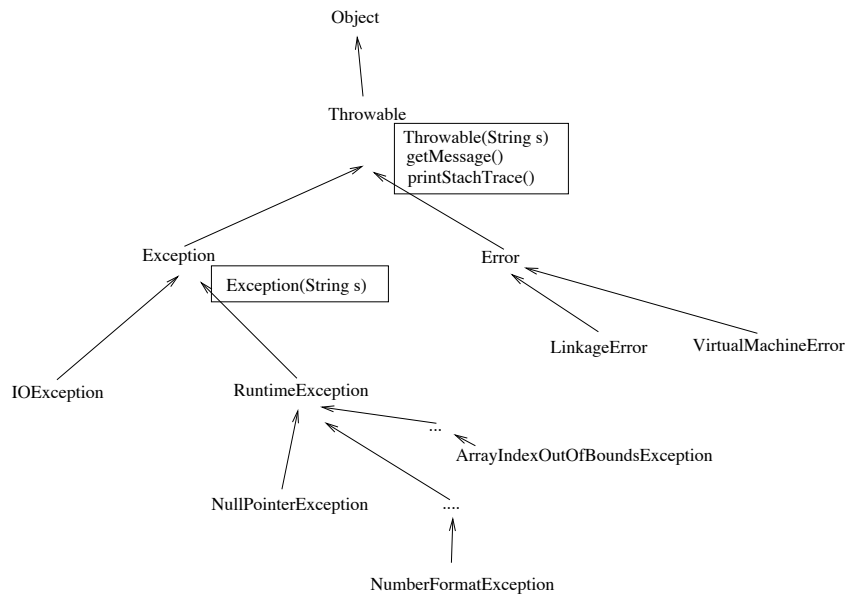 Object
Throwable
Throwable(String s)
getMessage()
printStachTrace()
Exception
Error
Exception(String s)
LinkageError
VirtualMachineError
IOException
RuntimeException
...
ArrayIndexOutOfBoundsException
NullPointerException
....
NumberFormatException